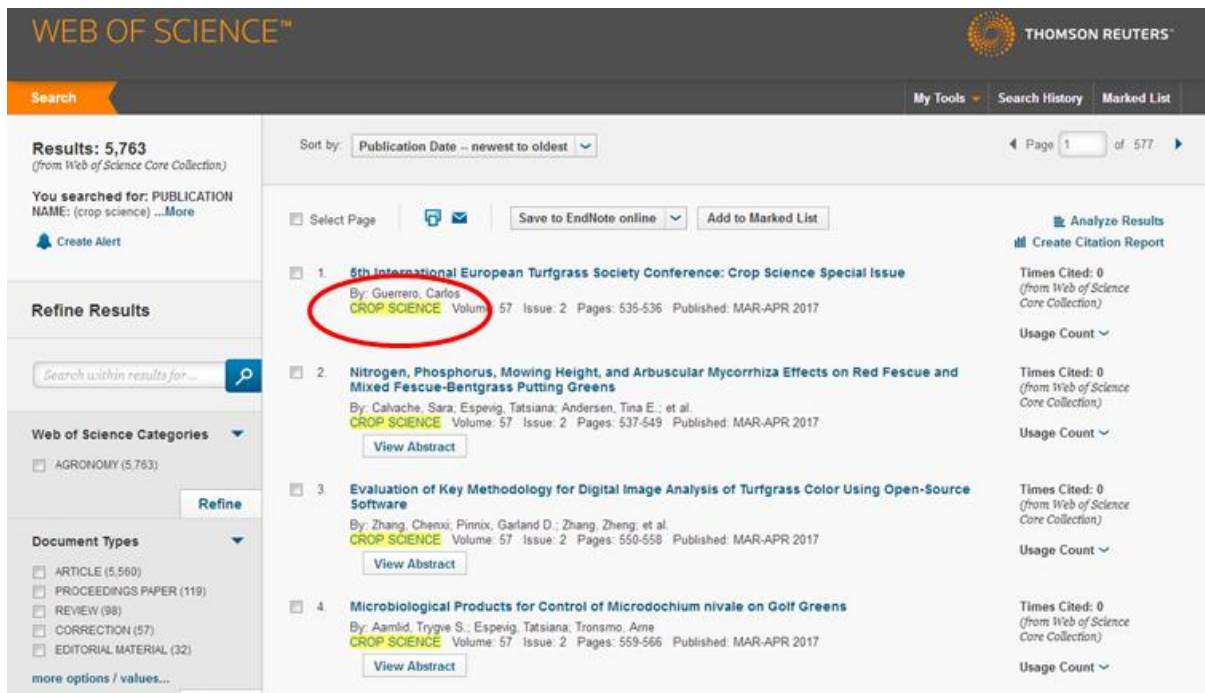 WEB OF SCIENCE™
THOMSON REUTERS™
Search
My Tools
Search History
Marked List
Results: 5,763
(from Web of Science Core Collection)
You searched for: PUBLICATION
NAME: (crop science) ...More
Create Alert
Refine Results
Search within results for...
Web of Science Categories
AGRONOMY (5,763)
Refine
Document Types
ARTICLE (5,560)
PROCEEDINGS PAPER (119)
REVIEW (98)
CORRECTION (57)
EDITORIAL MATERIAL (32)
more options / values...
Sort by: Publication Date -- newest to oldest
Page 1 of 577
Select Page
Save to EndNote online
Add to Marked List
Analyze Results
Create Citation Report
1. 5th International European Turfgrass Society Conference: Crop Science Special Issue
By: Guerrero, Carlos
CROP SCIENCE Volume: 57 Issue: 2 Pages: 535-536 Published: MAR-APR 2017
Times Cited: 0
(from Web of Science
Core Collection)
Usage Count
2. Nitrogen, Phosphorus, Mowing Height, and Arbuscular Mycorrhiza Effects on Red Fescue and
Mixed Fescue-Bentgrass Putting Greens
By: Calvache, Sara; Espevig, Tatsiana; Andersen, Tina E.; et al.
CROP SCIENCE Volume: 57 Issue: 2 Pages: 537-549 Published: MAR-APR 2017
View Abstract
Times Cited: 0
(from Web of Science
Core Collection)
Usage Count
3. Evaluation of Key Methodology for Digital Image Analysis of Turfgrass Color Using Open-Source
Software
By: Zhang, Chenxi; Pinnix, Garland D.; Zhang, Zheng; et al.
CROP SCIENCE Volume: 57 Issue: 2 Pages: 550-558 Published: MAR-APR 2017
View Abstract
Times Cited: 0
(from Web of Science
Core Collection)
Usage Count
4. Microbiological Products for Control of Microdochium nivale on Golf Greens
By: Aamlid, Trygve S.; Espevig, Tatsiana; Tronsmo, Arne
CROP SCIENCE Volume: 57 Issue: 2 Pages: 559-566 Published: MAR-APR 2017
View Abstract
Times Cited: 0
(from Web of Science
Core Collection)
Usage Count